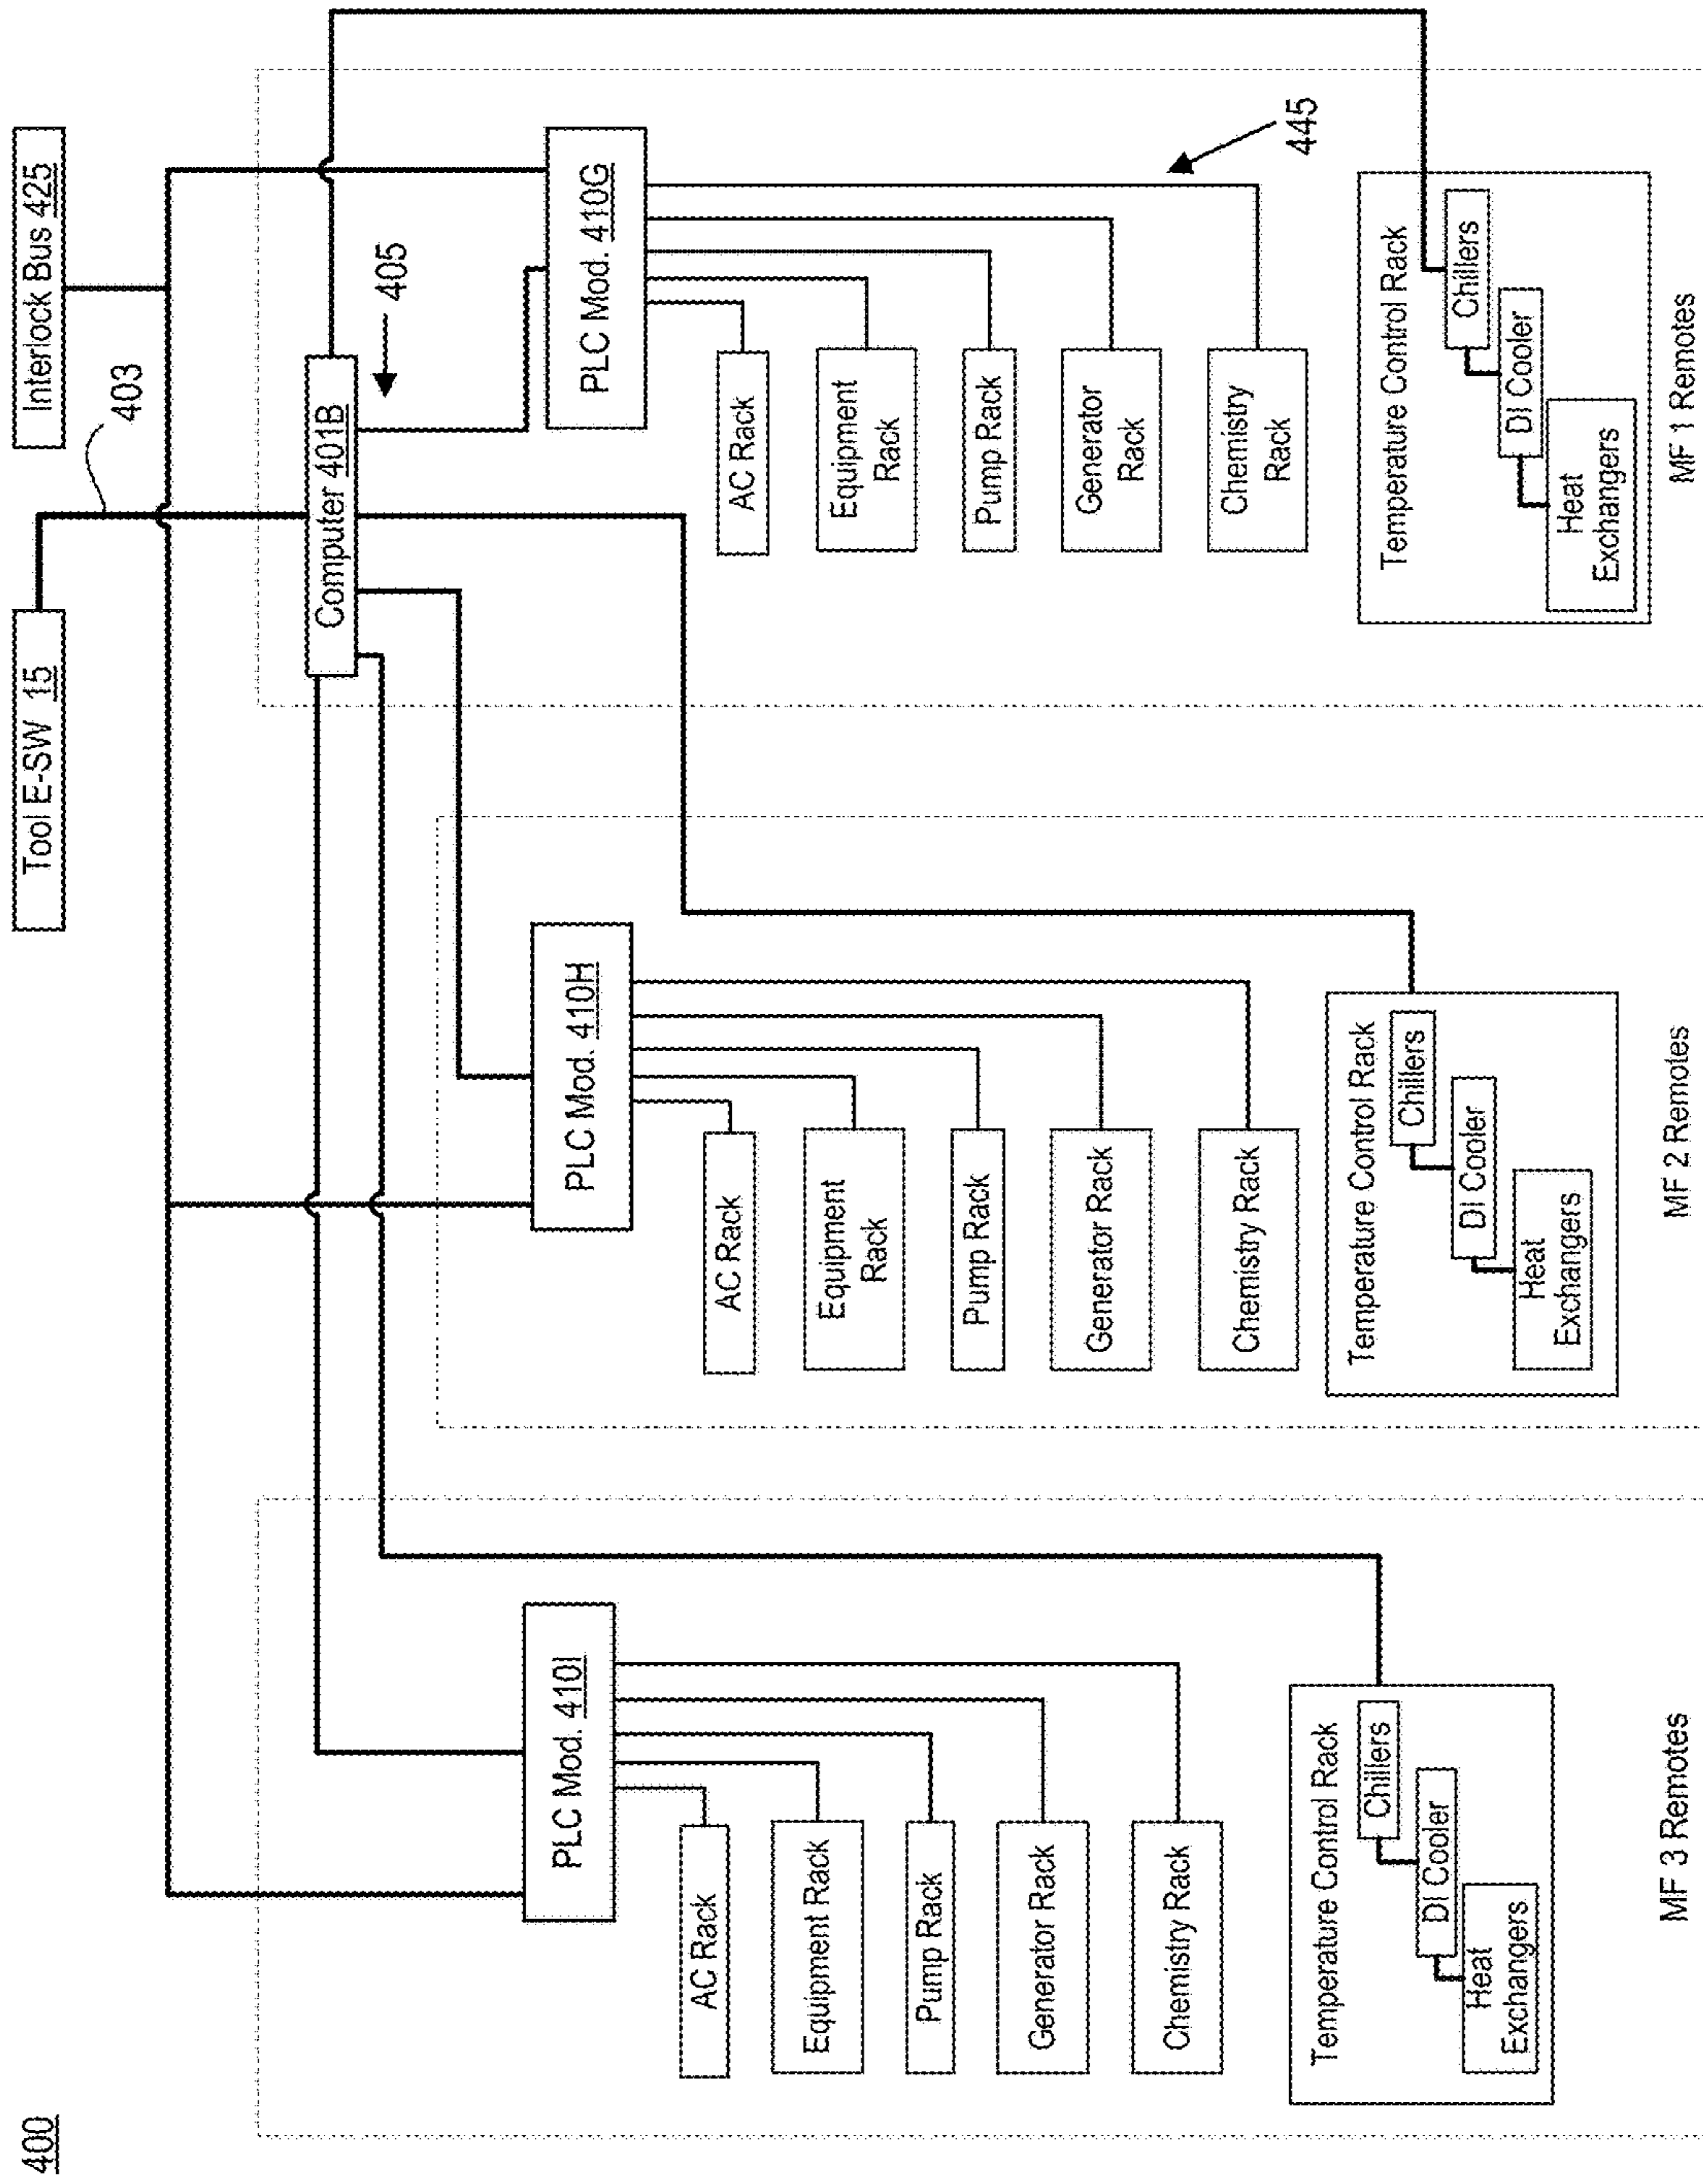 400
Tool E-SW 15
Interlock Bus 425
403
Computer 401B
405
PLC Mod. 410I
AC Rack
Equipment Rack
Pump Rack
Generator Rack
Chemistry Rack
Temperature Control Rack
Chillers
DI Cooler
Heat
Exchangers
MF 3 Remotes
PLC Mod. 410H
AC Rack
Equipment
Rack
Pump Rack
Generator Rack
Chemistry Rack
Temperature Control Rack
Chillers
DI Cooler
Heat
Exchangers
MF 2 Remotes
PLC Mod. 410G
445
AC Rack
Equipment
Rack
Pump Rack
Generator
Rack
Chemistry
Rack
Temperature Control Rack
Chillers
DI Cooler
Heat
Exchangers
MF 1 Remotes